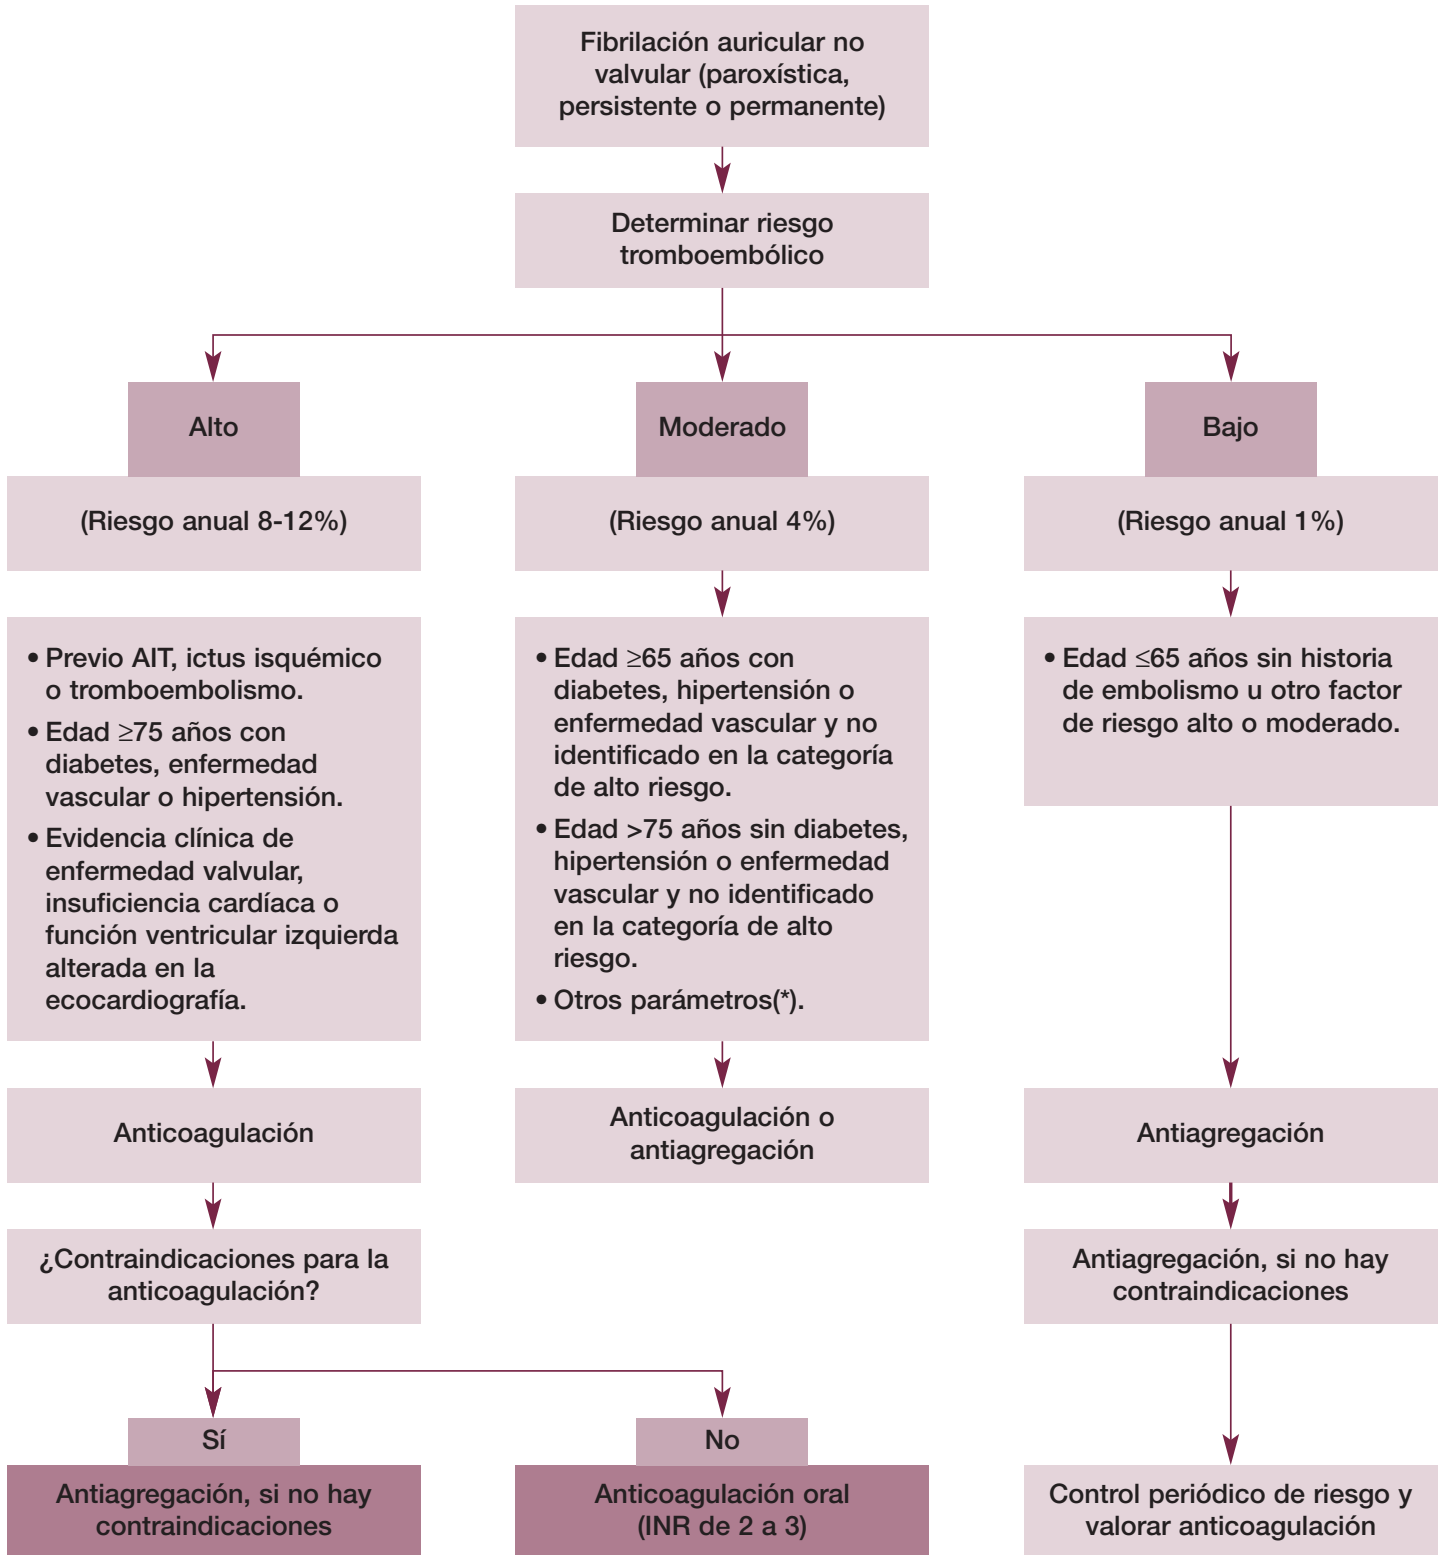 Fibrilación auricular no
valvular (paroxística,
persistente o permanente)
Determinar riesgo
tromboembólico
Alto
Moderado
Bajo
(Riesgo anual 8-12%)
(Riesgo anual 4%)
(Riesgo anual 1%)
• Previo AIT, ictus isquémico
o tromboembolismo.
• Edad ≥75 años con
diabetes, enfermedad
vascular o hipertensión.
• Evidencia clínica de
enfermedad valvular,
insuficiencia cardíaca o
función ventricular izquierda
alterada en la
ecocardiografía.
• Edad ≥65 años con
diabetes, hipertensión o
enfermedad vascular y no
identificado en la categoría
de alto riesgo.
• Edad >75 años sin diabetes,
hipertensión o enfermedad
vascular y no identificado
en la categoría de alto
riesgo.
• Otros parámetros(*).
• Edad ≤65 años sin historia
de embolismo u otro factor
de riesgo alto o moderado.
Anticoagulación
Anticoagulación o
antiagregación
Antiagregación
¿Contraindicaciones para la
anticoagulación?
Antiagregación, si no hay
contraindicaciones
Sí
No
Antiagregación, si no hay
contraindicaciones
Anticoagulación oral
(INR de 2 a 3)
Control periódico de riesgo y
valorar anticoagulación